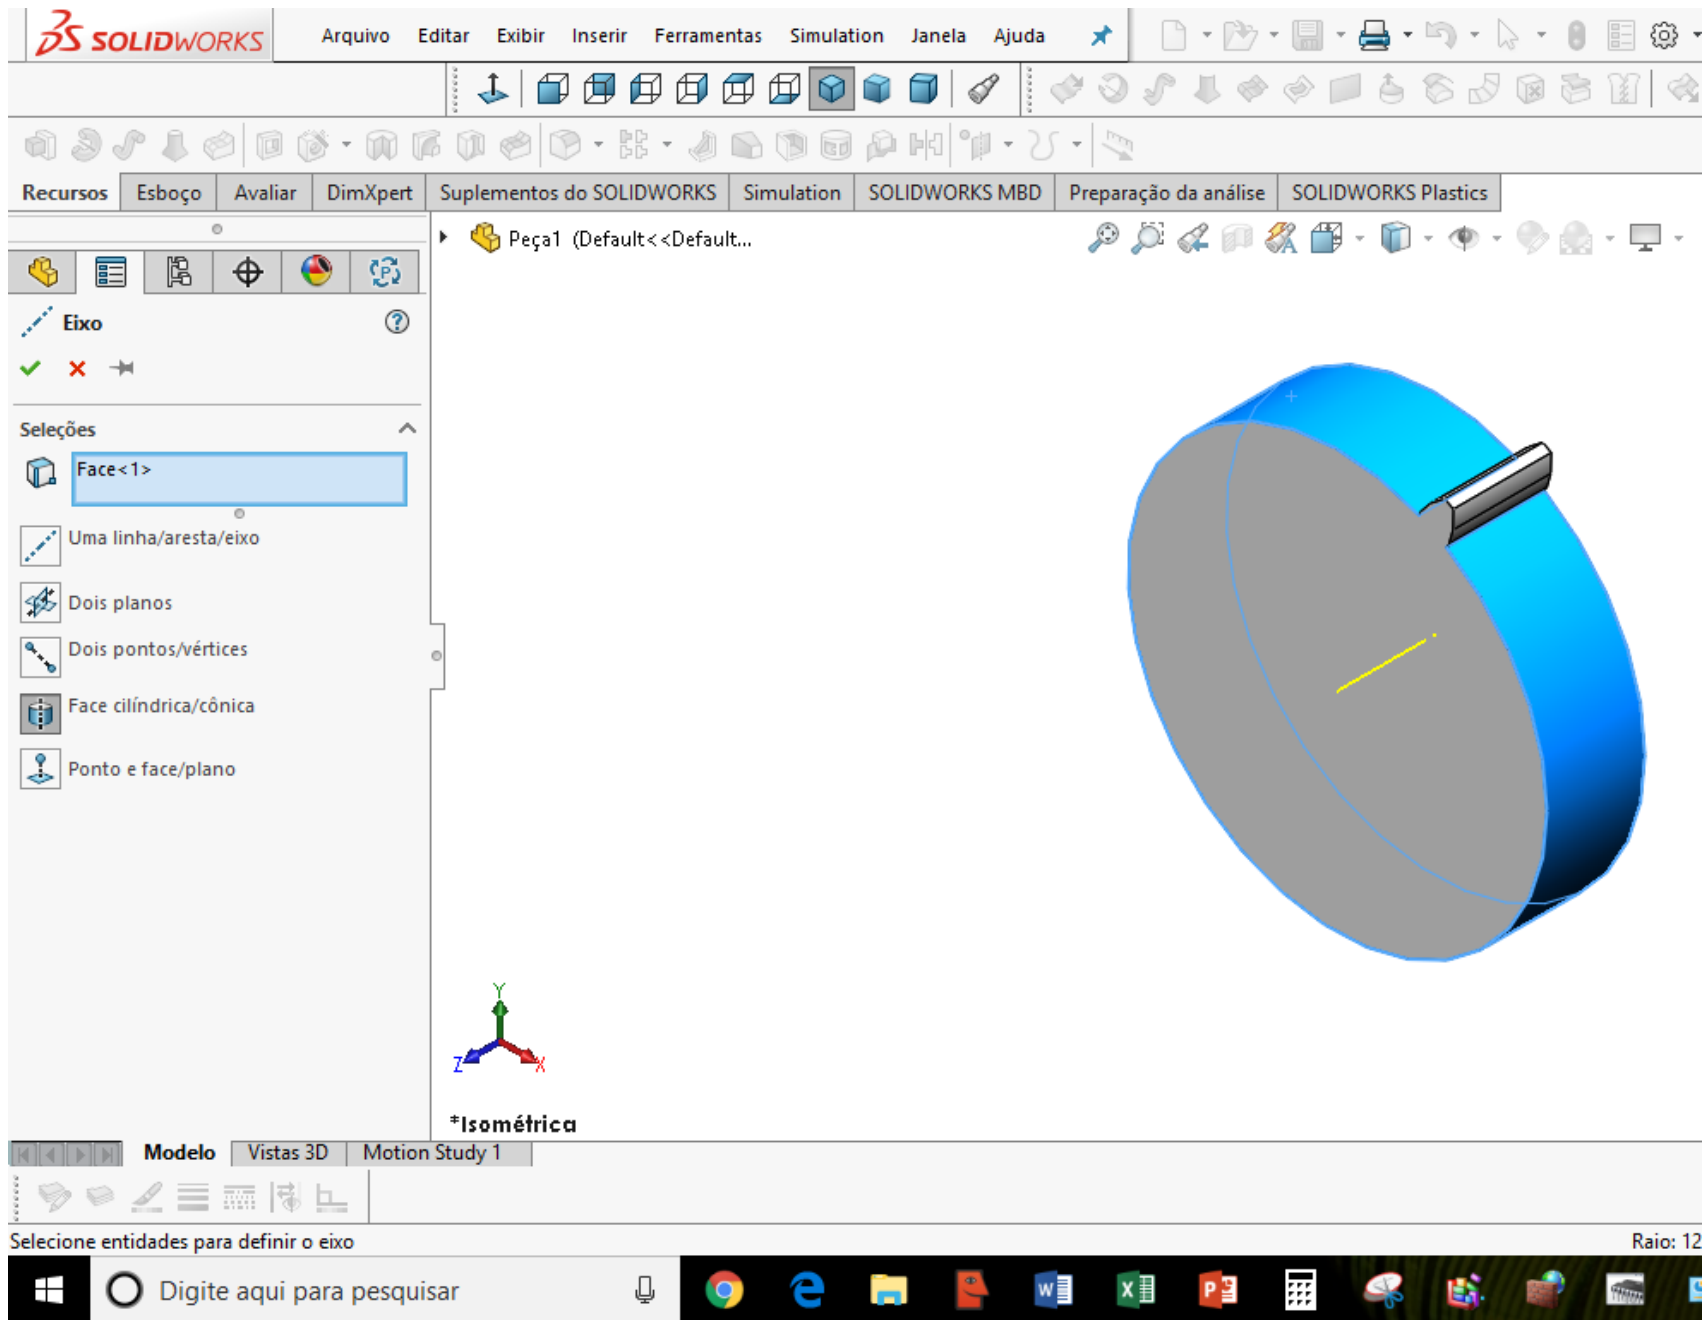 SOLIDWORKS Arquivo Editar Exibir Inserir Ferramentas Simulation Janela Ajuda
Recursos Esboço Avaliar DimXpert Suplementos do SOLIDWORKS Simulation SOLIDWORKS MBD Preparação da análise SOLIDWORKS Plastics
Peça1 (Default<<Default...
Eixo
Seleções
Face<1>
Uma linha/aresta/eixo
Dois planos
Dois pontos/vértices
Face cilíndrica/cônica
Ponto e face/plano
Y
Z X
*Isométrica
Modelo Vistas 3D Motion Study 1
Selecione entidades para definir o eixo Raio: 12
Digite aqui para pesquisar